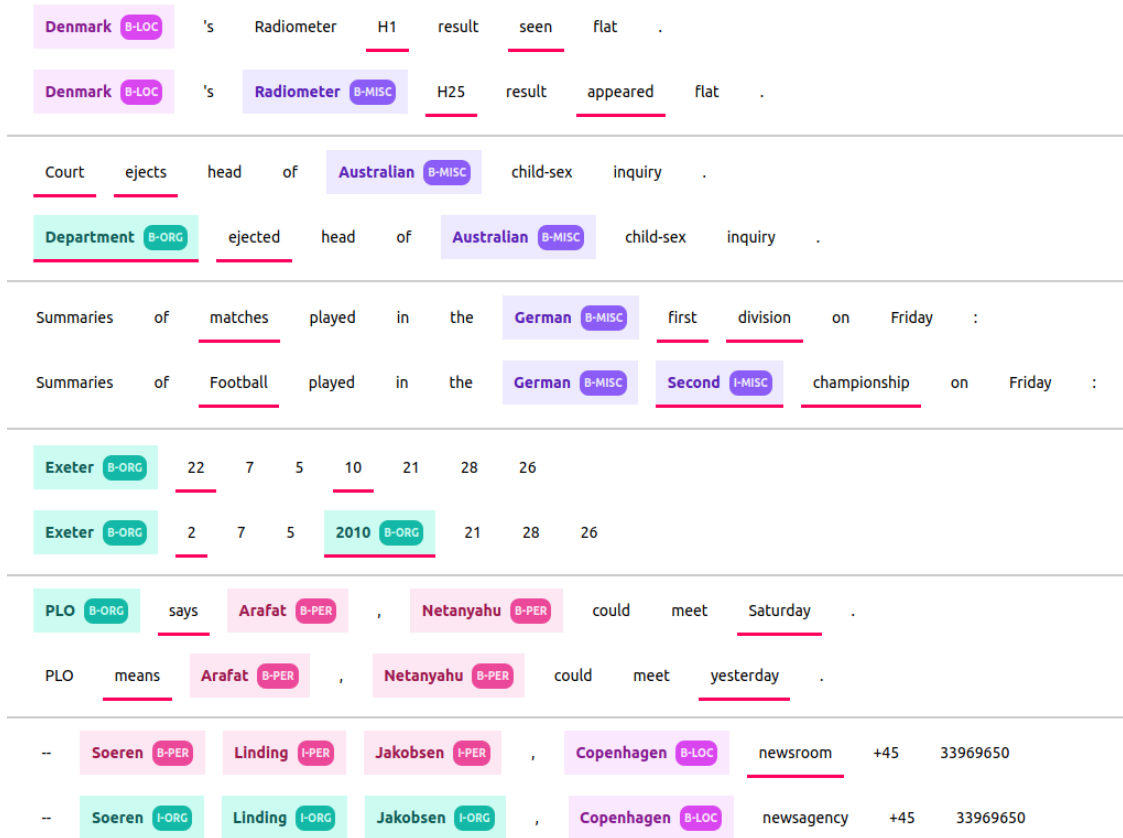 Denmark B-LOC 's Radiometer H1 result seen flat .
Denmark B-LOC 's Radiometer B-MISC H25 result appeared flat .
Court ejects head of Australian B-MISC child-sex inquiry .
Department B-ORG ejected head of Australian B-MISC child-sex inquiry .
Summaries of matches played in the German B-MISC first division on Friday :
Summaries of Football played in the German B-MISC Second I-MISC championship on Friday :
Exeter B-ORG 22 7 5 10 21 28 26
Exeter B-ORG 2 7 5 2010 B-ORG 21 28 26
PLO B-ORG says Arafat B-PER , Netanyahu B-PER could meet Saturday .
PLO means Arafat B-PER , Netanyahu B-PER could meet yesterday .
-- Soeren B-PER Linding I-PER Jakobsen I-PER , Copenhagen B-LOC newsroom +45 33969650
-- Soeren I-ORG Linding I-ORG Jakobsen I-ORG , Copenhagen B-LOC newsagency +45 33969650